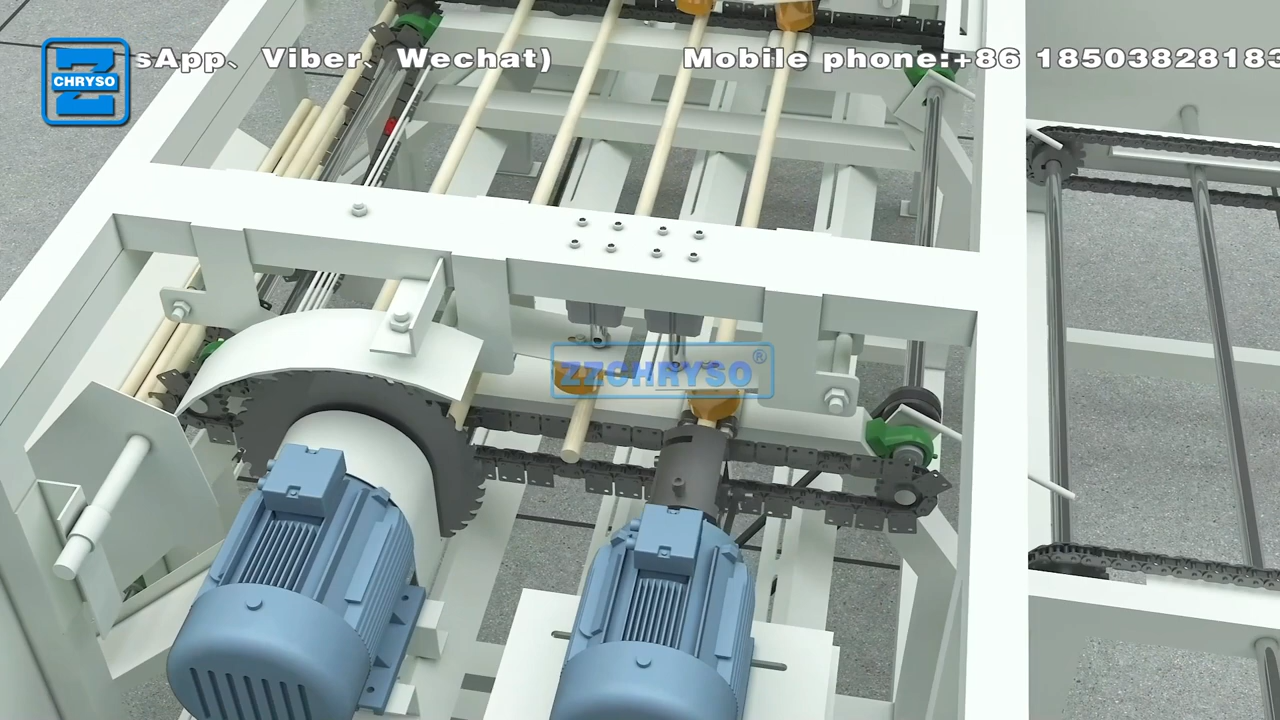 sApp、Viber、Wechat) Mobile phone:+86 18503828183
Z
CHRYSO
ZZCHRYSO®